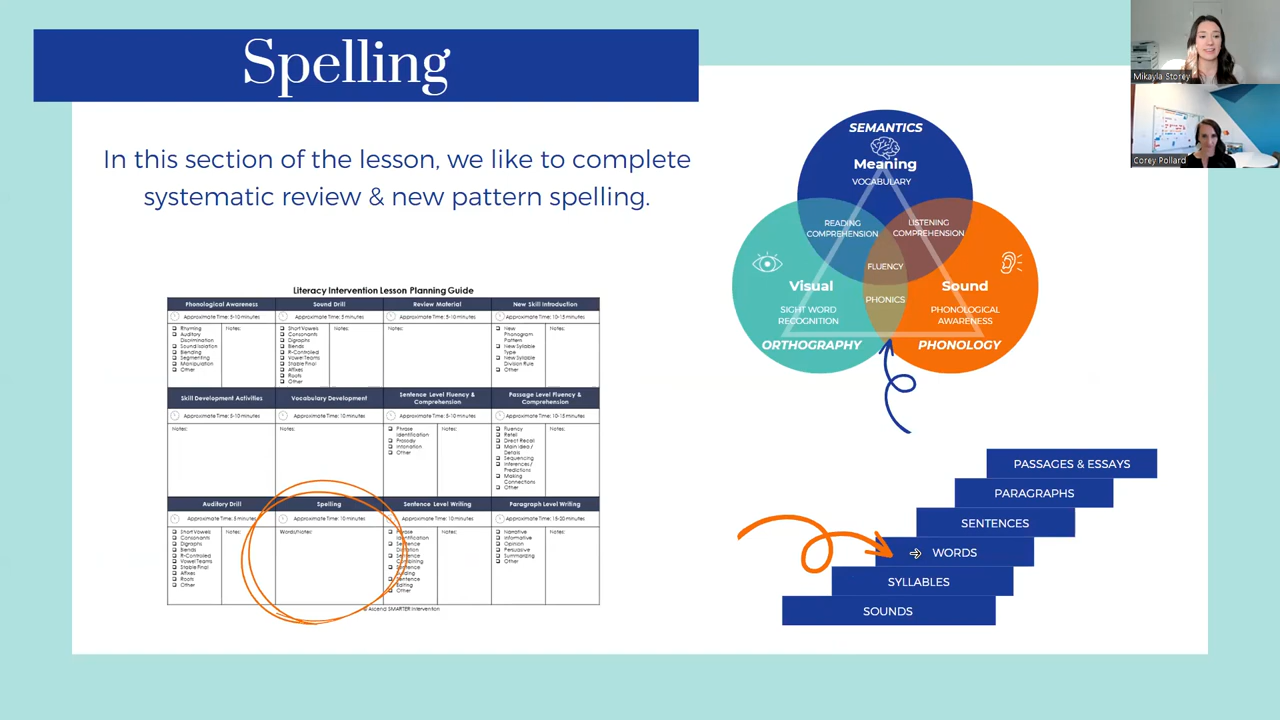 Spelling
Mikayla Storey
Corey Pollard
In this section of the lesson, we like to complete
systematic review & new pattern spelling.
SEMANTICS
Meaning
VOCABULARY
READING
COMPREHENSION
LISTENING
COMPREHENSION
FLUENCY
PHONICS
Visual
SIGHT WORD
RECOGNITION
ORTHOGRAPHY
Sound
PHONOLOGICAL
AWARENESS
PHONOLOGY
Literacy Intervention Lesson Planning Guide
Phonological Awareness
Approximate Time: 5-10 minutes
Rhyming
Auditory
Discrimination
Sound Isolation
Blending
Segmenting
Manipulation
Other
Notes:
Sound Drill
Approximate Time: 5 minutes
Short Vowels
Consonants
Digraphs
Blends
R-Controlled
Vowel Teams
Stable Final
Affixes
Roots
Other
Notes:
Review Material
Approximate Time: 5-10 minutes
Notes:
New Skill Introduction
Approximate Time: 10-15 minutes
New
Phonogram
Pattern
New Syllable
Type
New Syllable
Division Rule
Other
Notes:
Skill Development Activities
Approximate Time: 5-10 minutes
Notes:
Vocabulary Development
Approximate Time: 10 minutes
Notes:
Sentence Level Fluency &
Comprehension
Approximate Time: 5-10 minutes
Phrase
Identification
Prosody
Intonation
Other
Notes:
Passage Level Fluency &
Comprehension
Approximate Time: 10-15 minutes
Fluency
Retell
Direct Recall
Main Idea /
Details
Sequencing
Inferences/
Predictions
Making
Connections
Other
Notes:
Auditory Drill
Approximate Time: 5 minutes
Short Vowels
Consonants
Digraphs
Blends
R-Controlled
Vowel Teams
Stable Final
Affixes
Roots
Other
Notes:
Spelling
Approximate Time: 10 minutes
Words/Notes:
Sentence Level Writing
Approximate Time: 10 minutes
Phrase
Identification
Sentence
Dictation
Sentence
Combining
Sentence
Sentence
Editing
Other
Notes:
Paragraph Level Writing
Approximate Time: 15-20 minutes
Narrative
Informative
Opinion
Persuasive
Summarizing
Other
Notes:
© Ascend SMARTER Intervention
PASSAGES & ESSAYS
PARAGRAPHS
SENTENCES
WORDS
SYLLABLES
SOUNDS